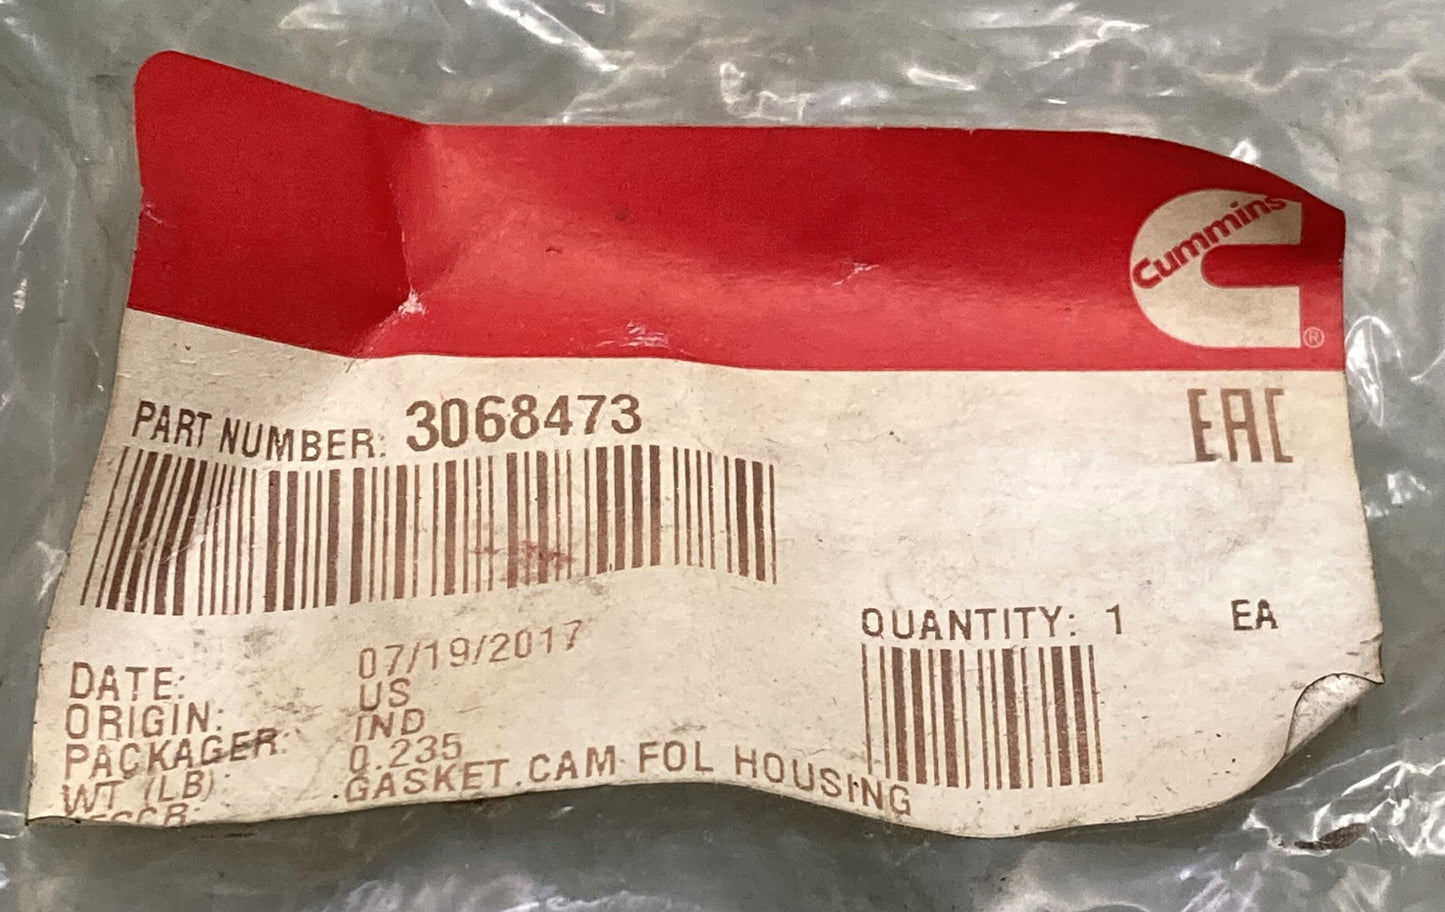 Cummins
®
EAC
PART NUMBER: 3068473
QUANTITY: 1 EA
DATE: 07/19/2017
ORIGIN: US
PACKAGER: IND
WT (LB): 0.235
GASKET,CAM FOL HOUSING